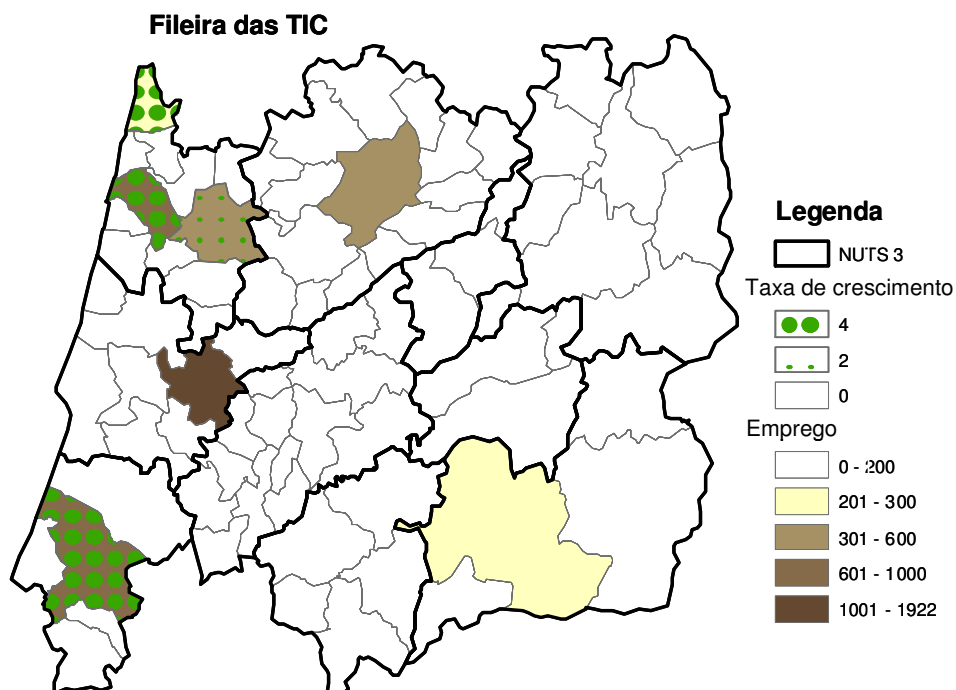 Fileira das TIC
Legenda
NUTS 3
Taxa de crescimento
4
2
0
Emprego
0 - 200
201 - 300
301 - 600
601 - 1000
1001 - 1922